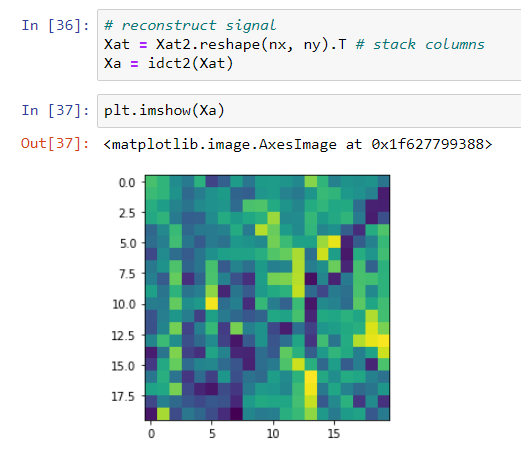 In [36]: # reconstruct signal
Xat = Xat2.reshape(nx, ny).T # stack columns
Xa = idct2(Xat)
In [37]: plt.imshow(Xa)
Out[37]: <matplotlib.image.AxesImage at 0x1f627799388>
0.0
2.5
5.0
7.5
10.0
12.5
15.0
17.5
0 5 10 15